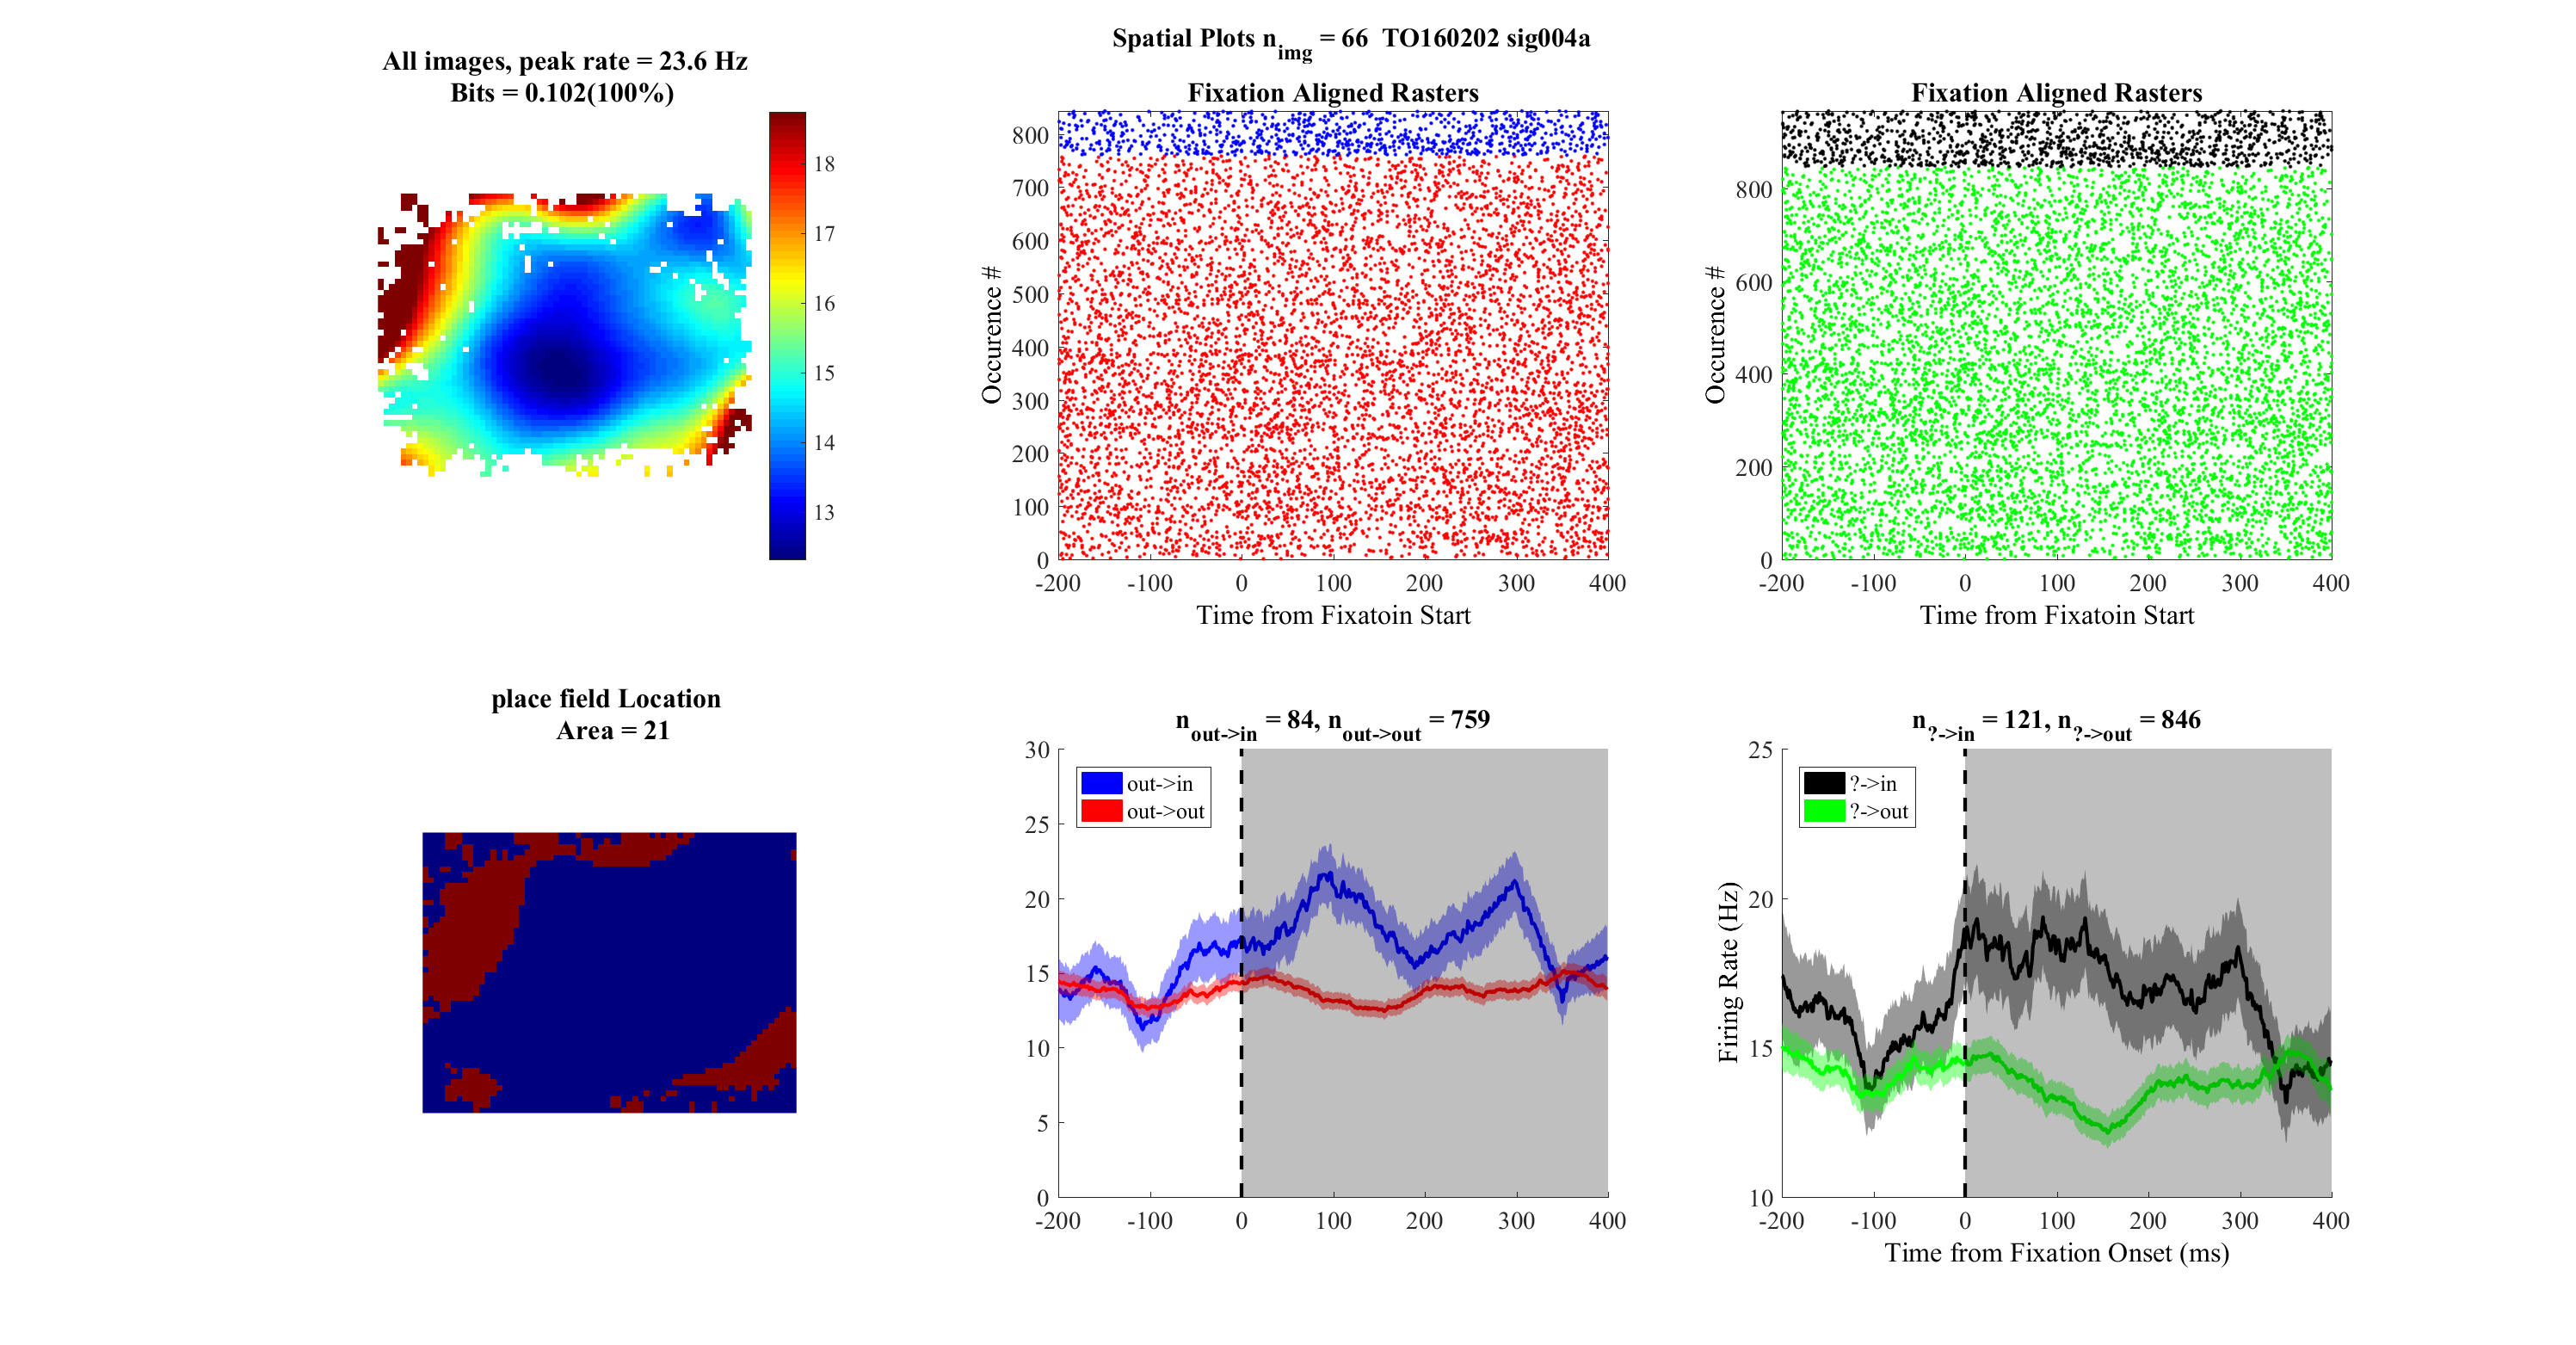 Spatial Plots n_img = 66 TO160202 sig004a
All images, peak rate = 23.6 Hz
Bits = 0.102(100%)
18
17
16
15
14
13
Fixation Aligned Rasters
800
700
600
500
400
300
200
100
0
Occurence #
-200 -100 0 100 200 300 400
Time from Fixatoin Start
Fixation Aligned Rasters
800
600
400
200
0
Occurence #
-200 -100 0 100 200 300 400
Time from Fixatoin Start
place field Location
Area = 21
n_out->in = 84, n_out->out = 759
30
25
20
15
10
5
0
out->in
out->out
-200 -100 0 100 200 300 400
n_?->in = 121, n_?->out = 846
25
20
15
10
Firing Rate (Hz)
?->in
?->out
-200 -100 0 100 200 300 400
Time from Fixation Onset (ms)